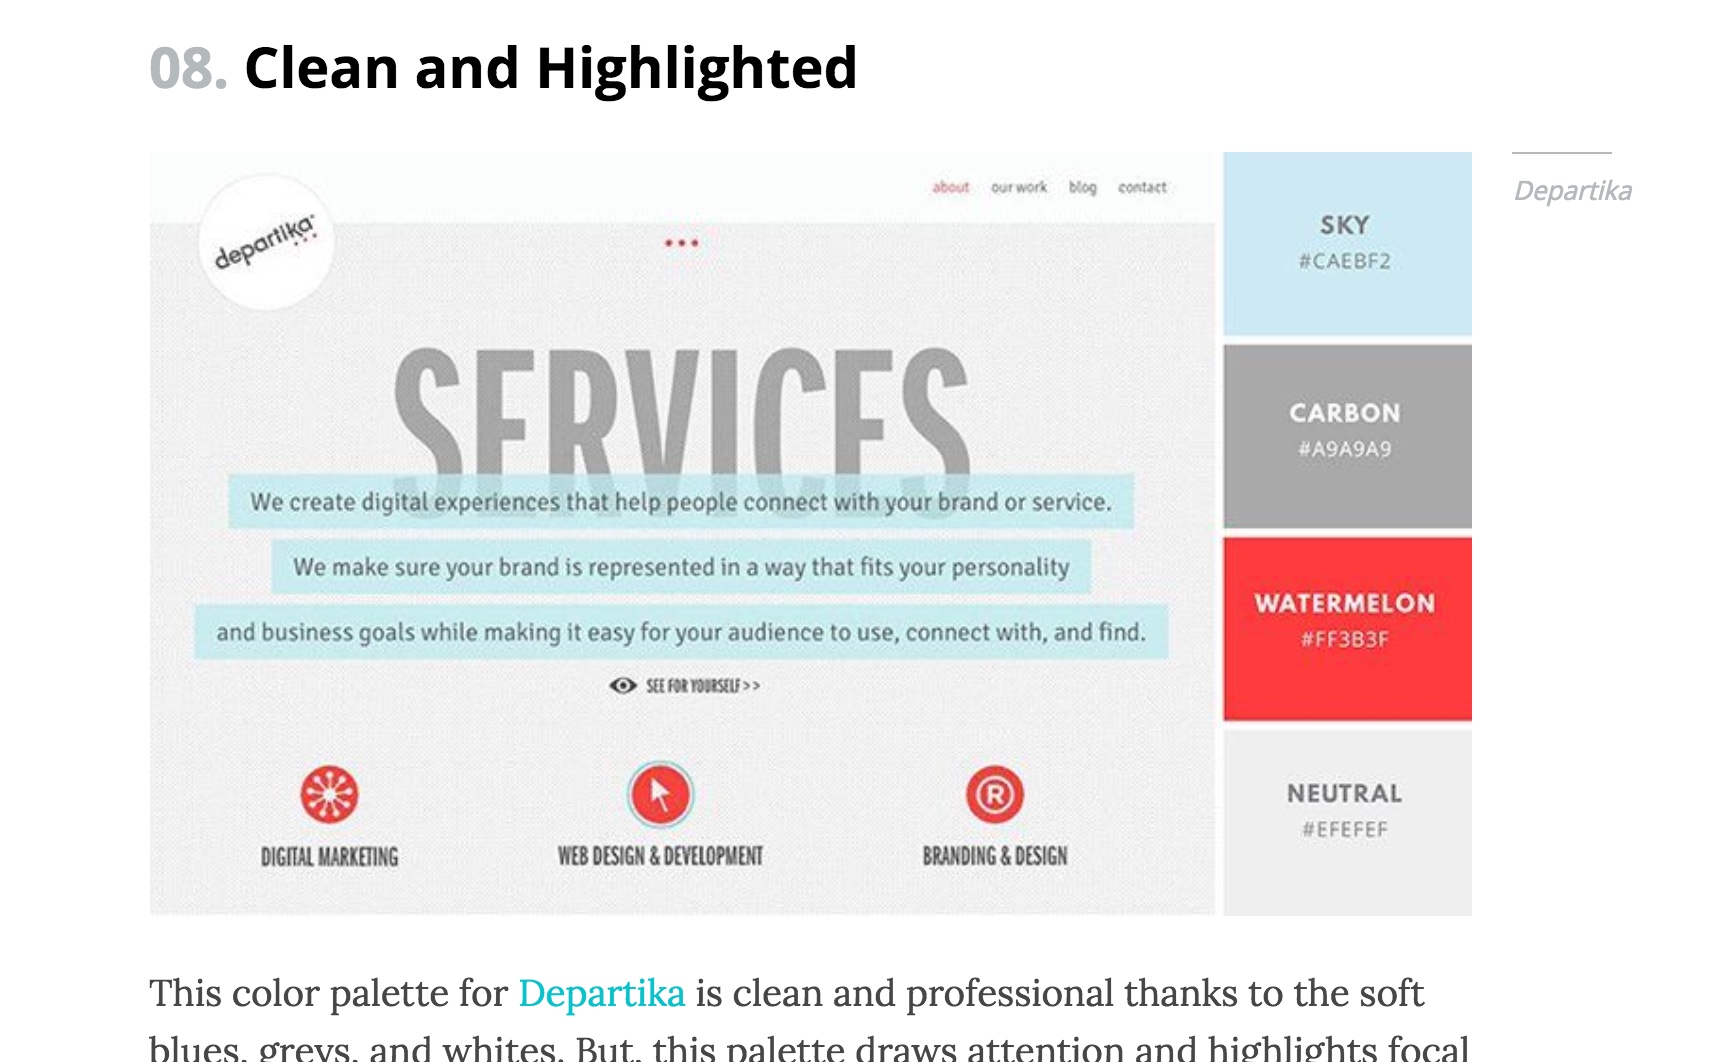 08. Clean and Highlighted
departika
about our work blog contact
SERVICES
We create digital experiences that help people connect with your brand or service.
We make sure your brand is represented in a way that fits your personality
and business goals while making it easy for your audience to use, connect with, and find.
SEE FOR YOURSELF >>
DIGITAL MARKETING
WEB DESIGN & DEVELOPMENT
R
BRANDING & DESIGN
SKY
#CAEBF2
CARBON
#A9A9A9
WATERMELON
#FF3B3F
NEUTRAL
#EFEFEF
Departika
This color palette for Departika is clean and professional thanks to the soft
blues, greys, and whites. But, this palette draws attention and highlights focal